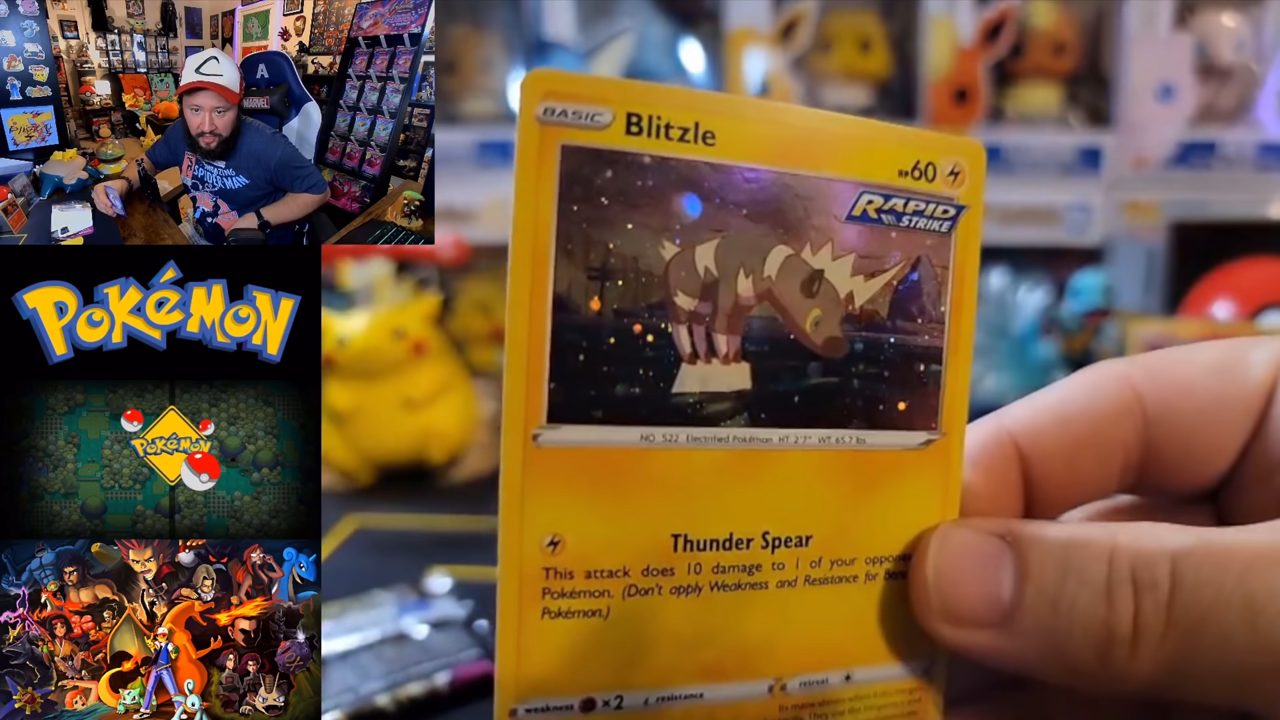 A
MARVEL
AMAZING
SPIDER-MAN
POKéMON
POKéMON
BASIC
Blitzle
HP60
RAPID
STRIKE
NO. 522 Electrified Pokémon HT 2'7" WT 65.7 lbs.
Thunder Spear
This attack does 10 damage to 1 of your
Pokémon. (Don't apply Weakness and Resistance for
Pokémon.)
weakness ×2 resistance
retreat